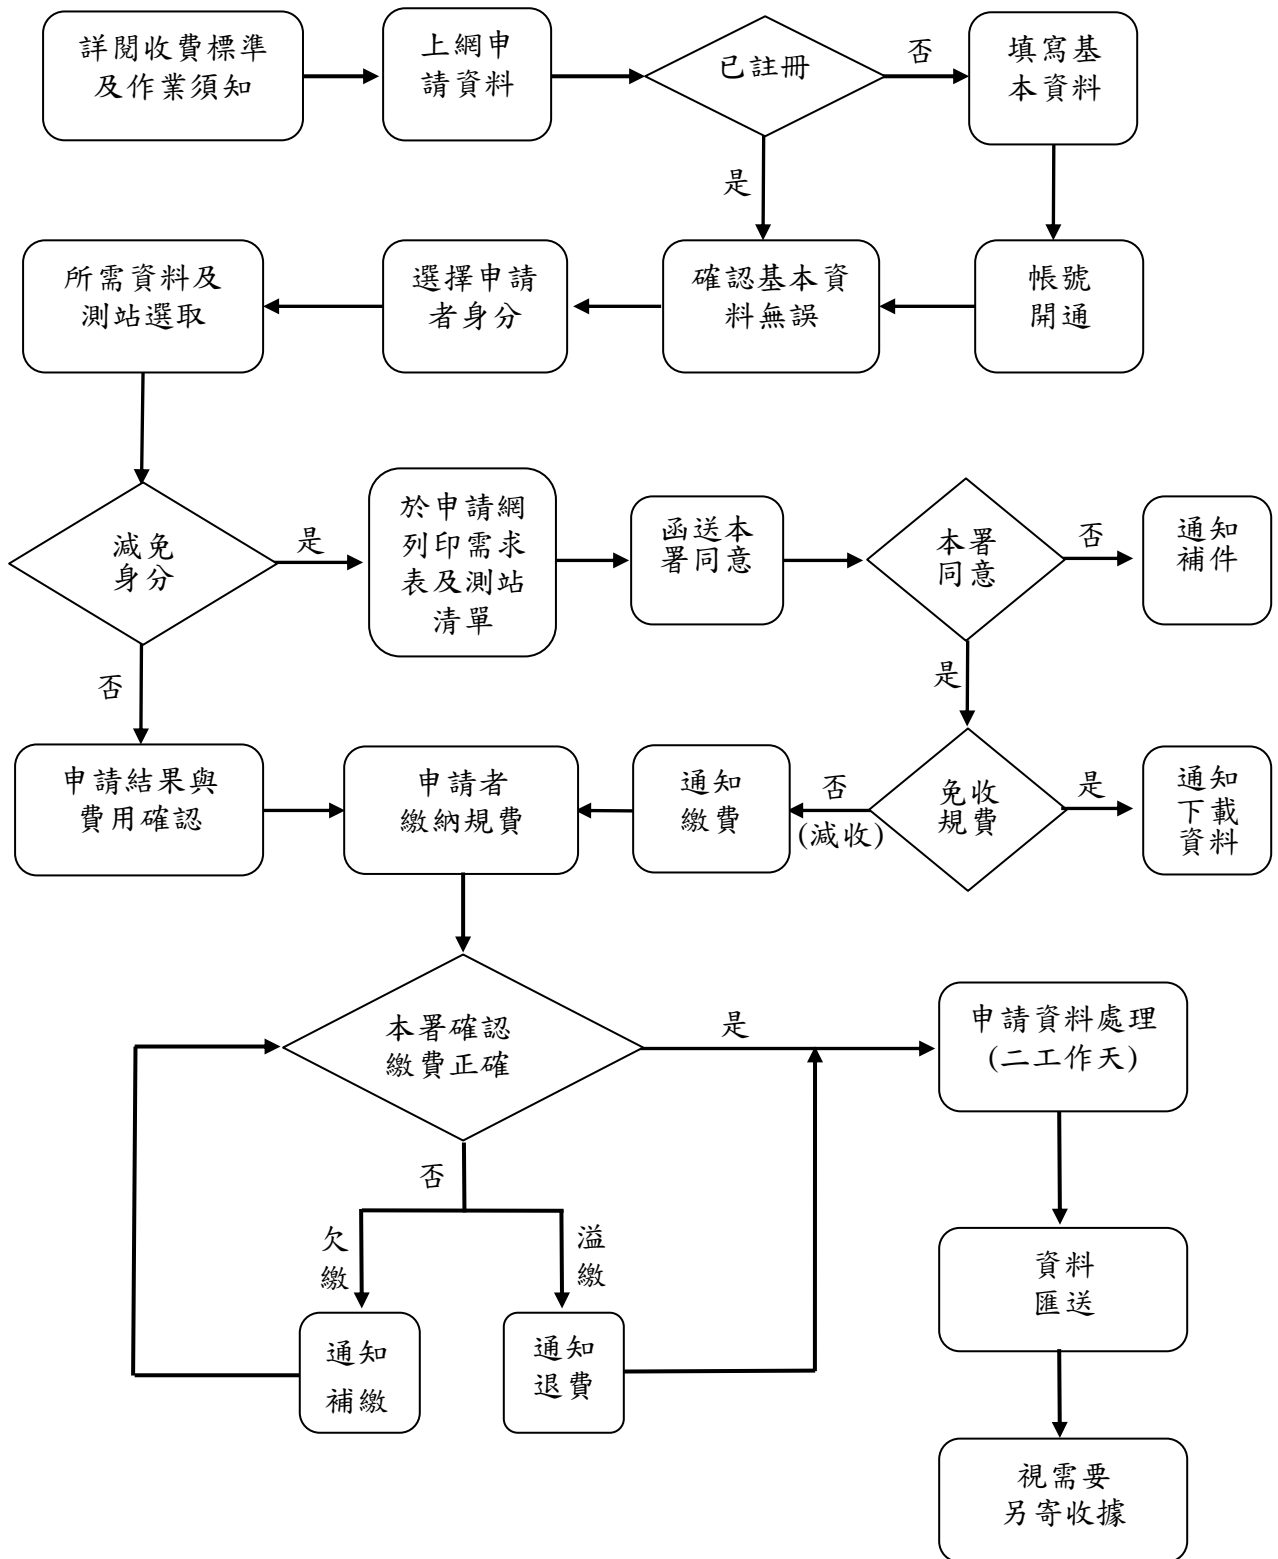 詳閱收費標準
及作業須知
上網申
請資料
已註冊
否
填寫基
本資料
是
所需資料及
測站選取
選擇申請
者身分
確認基本資
料無誤
帳號
開通
減免
身分
是
於申請網
列印需求
表及測站
清單
函送本
署同意
本署
同意
否
通知
補件
否
是
申請結果與
費用確認
申請者
繳納規費
通知
繳費
否
(減收)
免收
規費
是
通知
下載
資料
本署確認
繳費正確
是
申請資料處理
(二工作天)
否
欠
繳
溢
繳
通知
補繳
通知
退費
資料
匯送
視需要
另寄收據